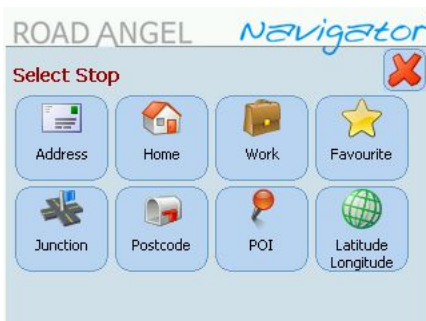 ROAD ANGEL Navigator
Select Stop
Address Home Work Favourite
Junction Postcode POI Latitude
Longitude